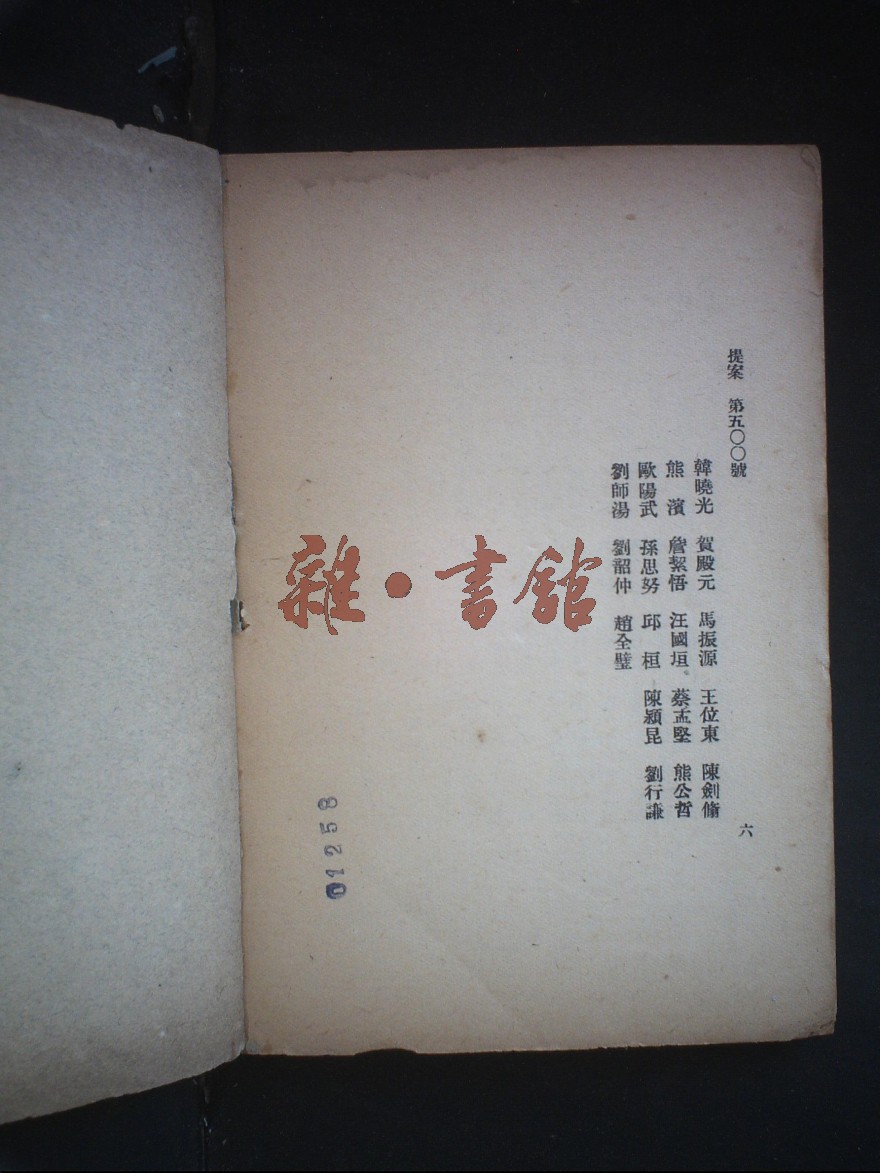 提案 第五〇〇號
六
韓曉光 賀殿元 馬振源 王位東 陳劍翛
熊濱 詹絜悟 汪國垣 蔡孟堅 熊公哲
歐陽武 孫思努 邱桓 陳穎昆 劉行謙
劉師湯 劉韶仲 趙全璧
雜·書館
01258